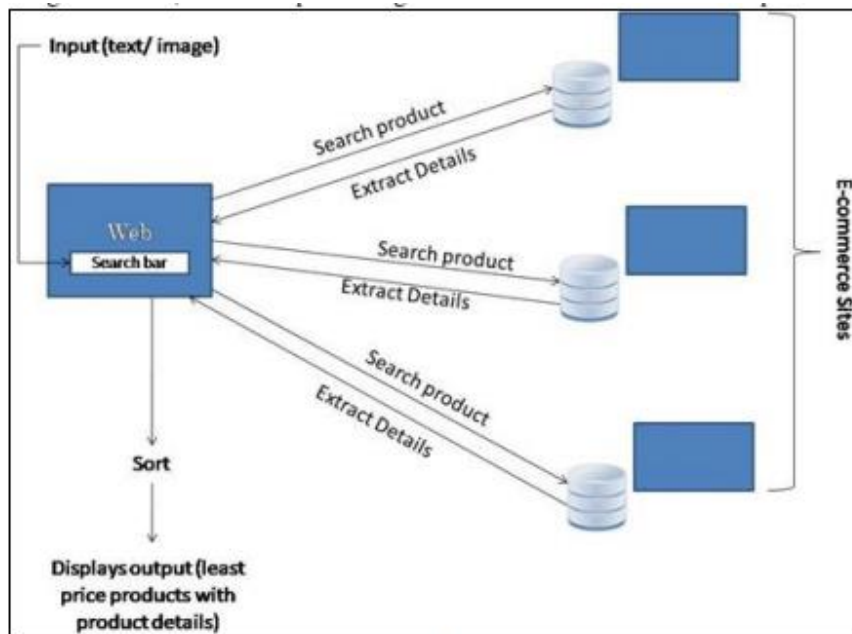 Input (text/ image)
Search product
Extract Details
Web
Search bar
Search product
Extract Details
Search product
Extract Details
E-commerce Sites
Sort
Displays output (least
price products with
product details)